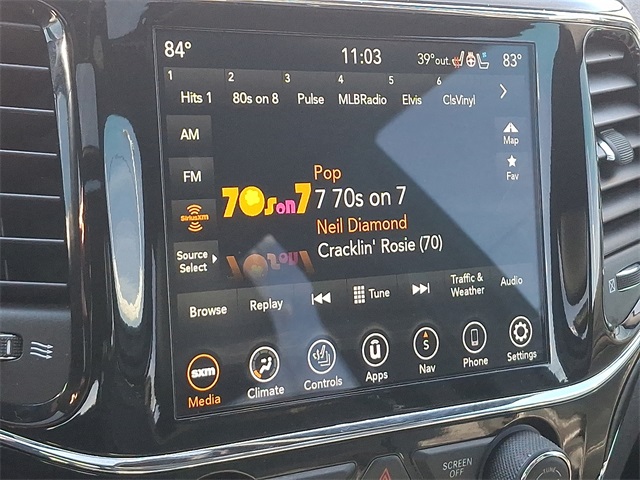 84° 11:03 39°out. 83°
1 2 3 4 5 6
Hits 1 80s on 8 Pulse MLBRadio Elvis ClsVinyl
AM
Map
Pop
FM
Fav
70s on 7 7 70s on 7
SiriusXM
Neil Diamond
Cracklin' Rosie (70)
Source
Select
Browse Replay Tune Traffic &
Weather Audio
sxm u S
Media Climate Controls Apps Nav Phone Settings
SCREEN
OFF
TUNE